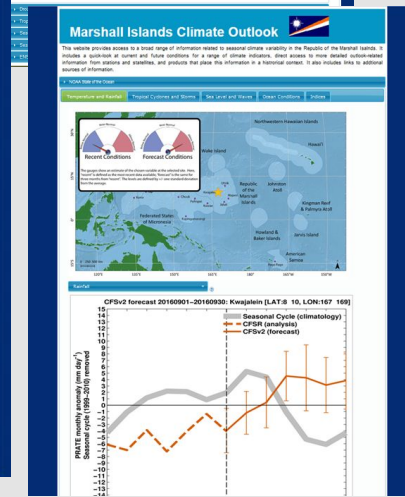 Marshall Islands Climate Outlook
This website provides access to a broad range of information related to seasonal climate variability in the Republic of the Marshall Islands. It
includes a quick-look at current and future conditions for a range of climate indicators, direct access to more detailed outlook-related
information from stations and satellites, and products that place this information in a historical context. It also includes links to additional
sources of information.
NOAA State of the Ocean
Temperature and Rainfall
Tropical Cyclones and Storms
Sea Level and Waves
Ocean Conditions
Indices
Recent Conditions
Forecast Conditions
Northwestern Hawaiian Islands
Hawai'i
Wake Island
Republic
of the
Marshall
Islands
Johnston
Atoll
Federated States
of Micronesia
Kingman Reef
& Palmyra Atoll
Howland &
Baker Islands
Jarvis Island
American
Samoa
Rainfall
CFSv2 forecast 20160901-20160930: Kwajalein [LAT:8 10, LON:167 169]
Seasonal Cycle (climatology)
CFSR (analysis)
CFSv2 (forecast)
PRATE monthly anomaly (mm day⁻¹)
Seasonal cycle (1999-2010) removed
15
14
13
12
11
10
9
8
7
6
5
4
3
2
1
0
-1
-2
-3
-4
-5
-6
-7
-8
-9
-10
-11
-12
-13
-14